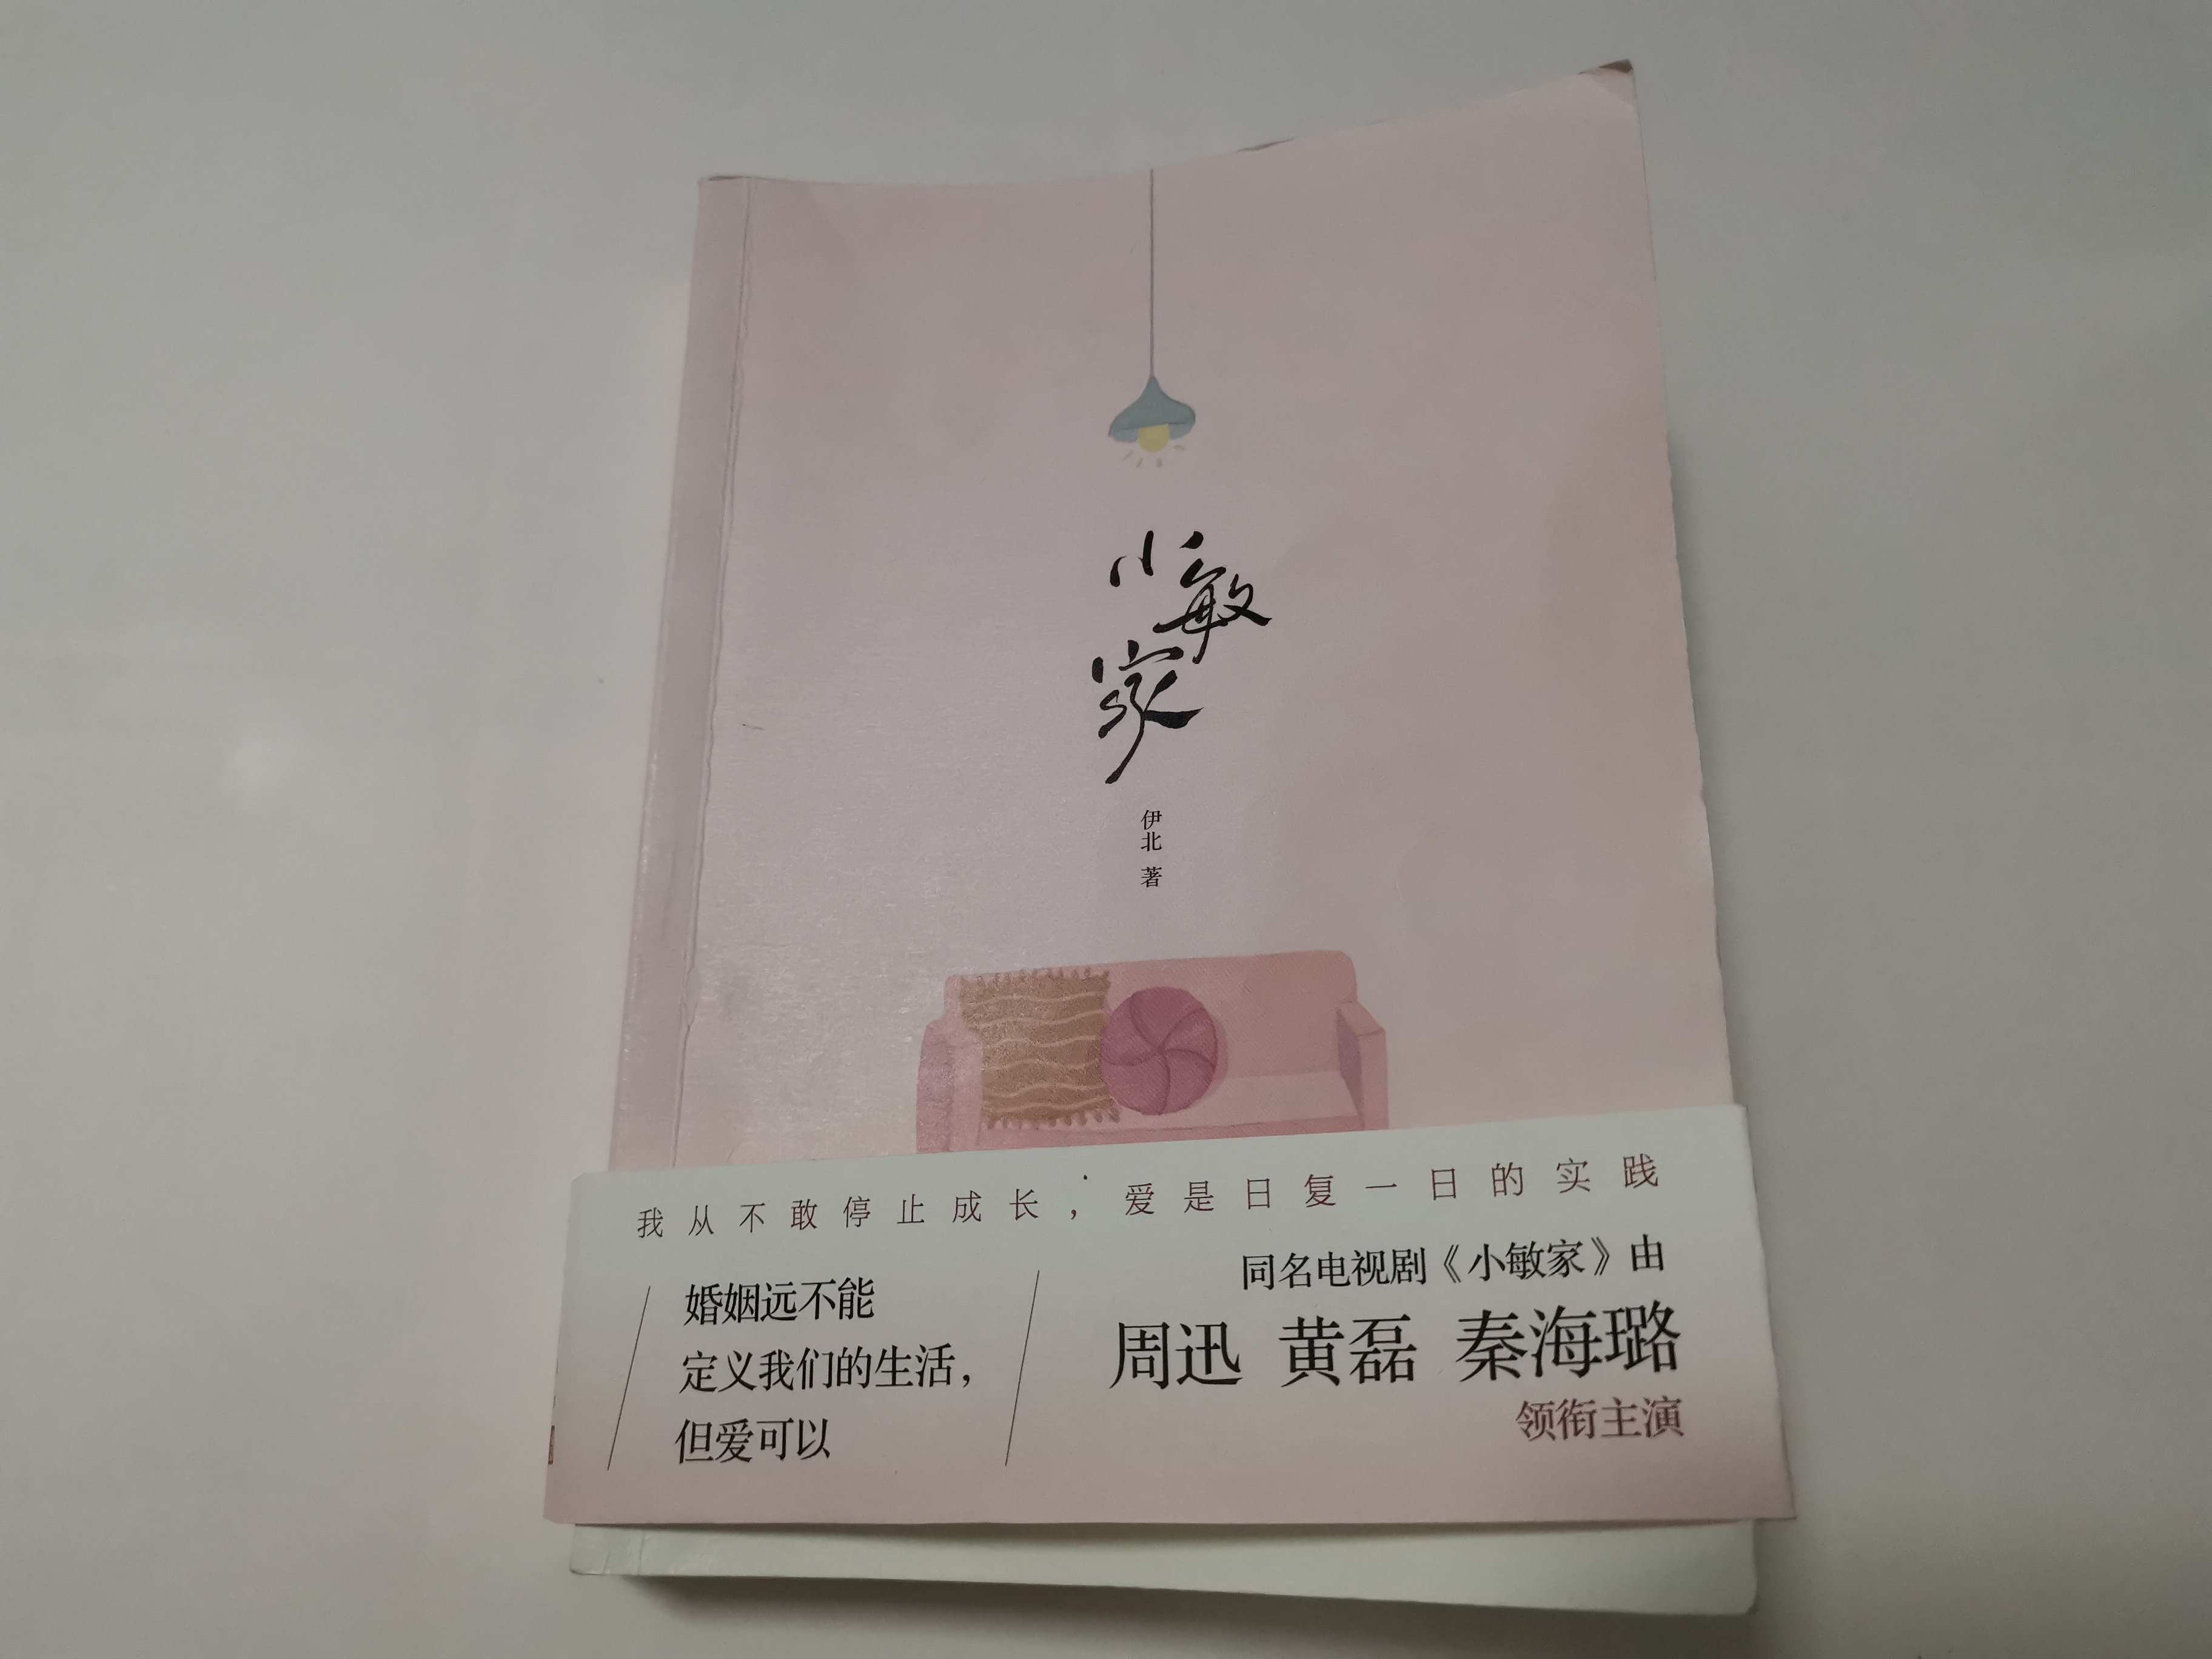 小敏
家
伊北 著
我从不敢停止成长，爱是日复一日的实践
婚姻远不能
定义我们的生活，
但爱可以
同名电视剧《小敏家》由
周迅 黄磊 秦海璐
领衔主演